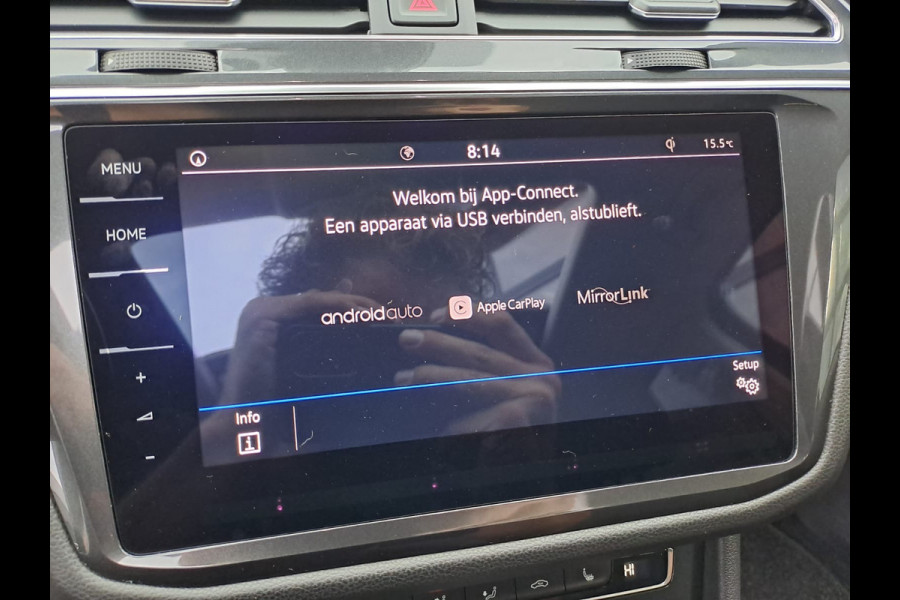 8:14
15.5°C
MENU
HOME
Welkom bij App-Connect.
Een apparaat via USB verbinden, alstublieft.
androidauto
Apple CarPlay
MirrorLink
+
-
Setup
Info
i
HI